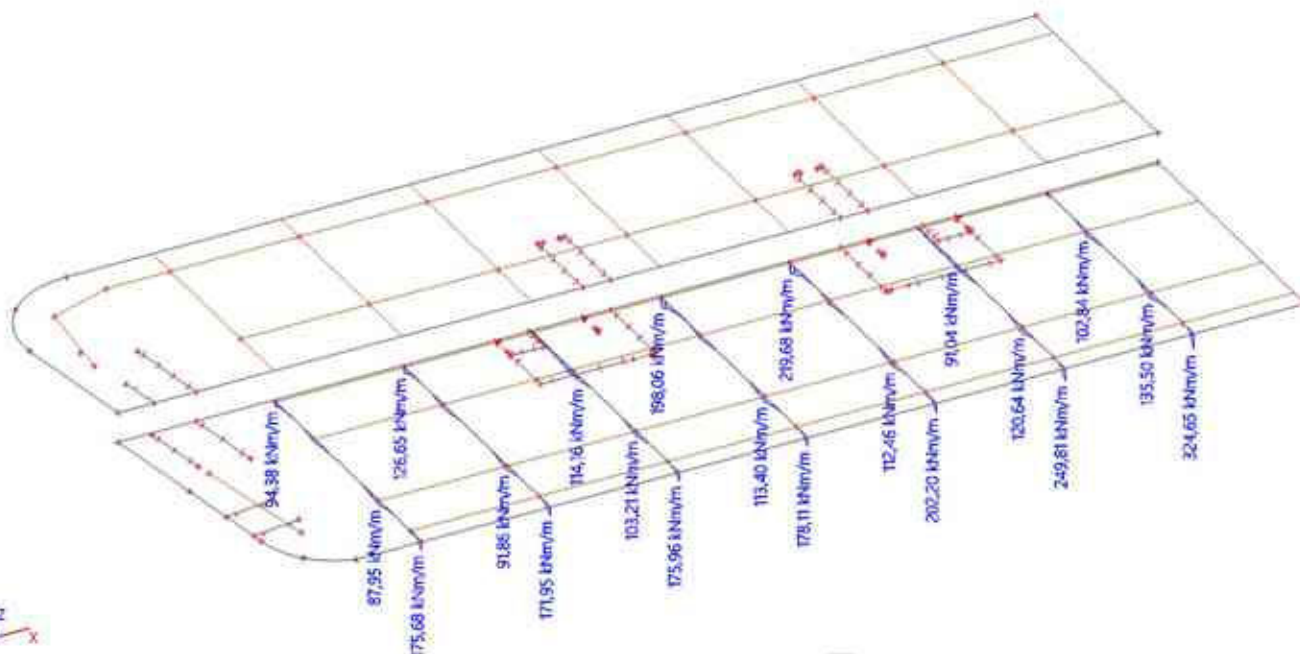 94,38 kNm/m
87,95 kNm/m
175,68 kNm/m
126,65 kNm/m
91,86 kNm/m
171,95 kNm/m
114,16 kNm/m
103,21 kNm/m
175,96 kNm/m
198,06 kNm/m
113,40 kNm/m
178,11 kNm/m
219,68 kNm/m
112,46 kNm/m
202,20 kNm/m
91,04 kNm/m
120,64 kNm/m
249,81 kNm/m
102,84 kNm/m
135,50 kNm/m
324,65 kNm/m
X